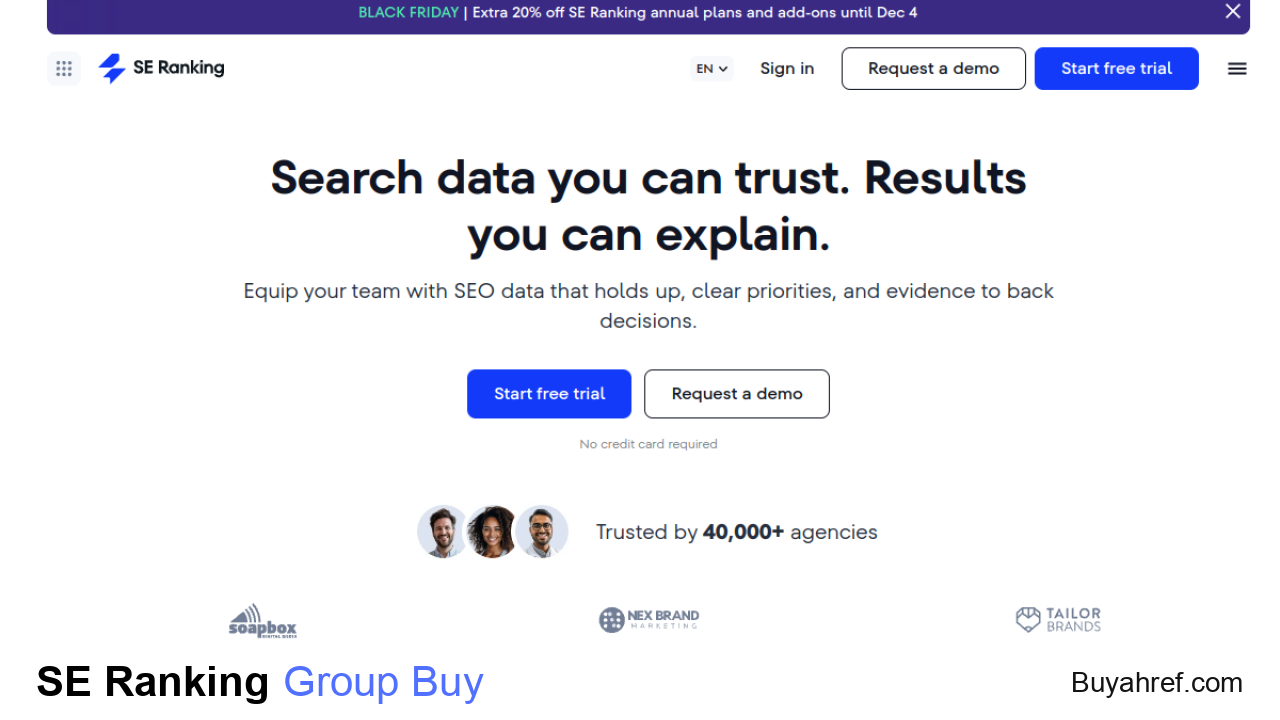 BLACK FRIDAY | Extra 20% off SE Ranking annual plans and add-ons until Dec 4
SE Ranking
EN
Sign in
Request a demo
Start free trial
Search data you can trust. Results
you can explain.
Equip your team with SEO data that holds up, clear priorities, and evidence to back
decisions.
Start free trial
Request a demo
No credit card required
Trusted by 40,000+ agencies
soapbox
NEX BRAND
MARKETING
TAILOR
BRANDS
SE Ranking Group Buy
Buyahref.com